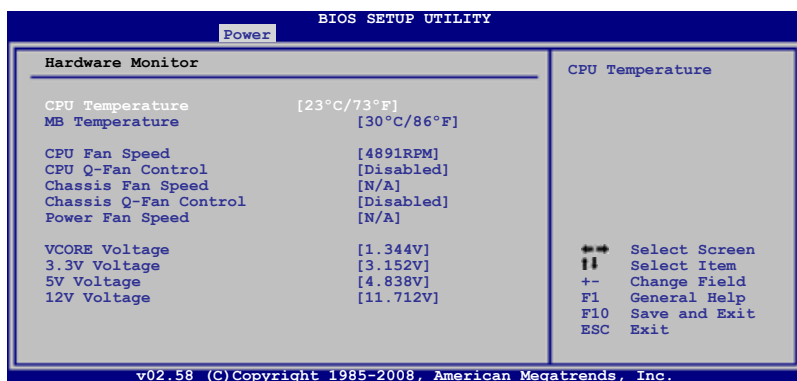 BIOS SETUP UTILITY
Power
Hardware Monitor
CPU Temperature [23°C/73°F]
MB Temperature [30°C/86°F]
CPU Fan Speed [4891RPM]
CPU Q-Fan Control [Disabled]
Chassis Fan Speed [N/A]
Chassis Q-Fan Control [Disabled]
Power Fan Speed [N/A]
VCORE Voltage [1.344V]
3.3V Voltage [3.152V]
5V Voltage [4.838V]
12V Voltage [11.712V]
CPU Temperature
Select Screen
Select Item
+- Change Field
F1 General Help
F10 Save and Exit
ESC Exit
v02.58 (C)Copyright 1985-2008, American Megatrends, Inc.